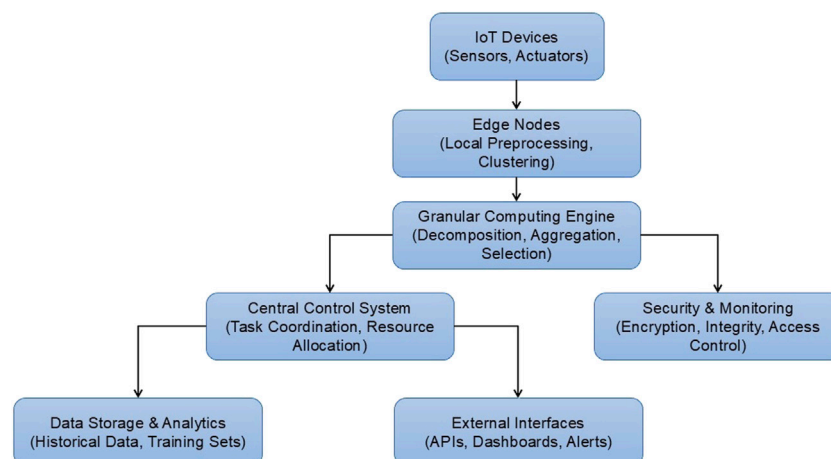 IoT Devices
(Sensors, Actuators)
Edge Nodes
(Local Preprocessing,
Clustering)
Granular Computing Engine
(Decomposition, Aggregation,
Selection)
Central Control System
(Task Coordination, Resource
Allocation)
Security & Monitoring
(Encryption, Integrity, Access
Control)
Data Storage & Analytics
(Historical Data, Training Sets)
External Interfaces
(APIs, Dashboards, Alerts)